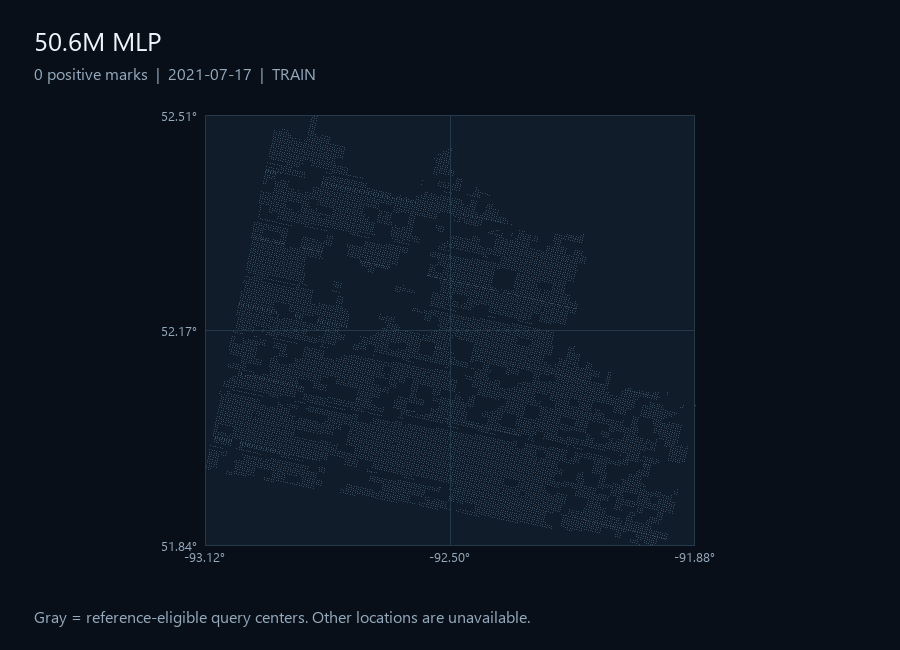 50.6M MLP
0 positive marks | 2021-07-17 | TRAIN
52.51°
52.17°
51.84°
-93.12°
-92.50°
-91.88°
Gray = reference-eligible query centers. Other locations are unavailable.